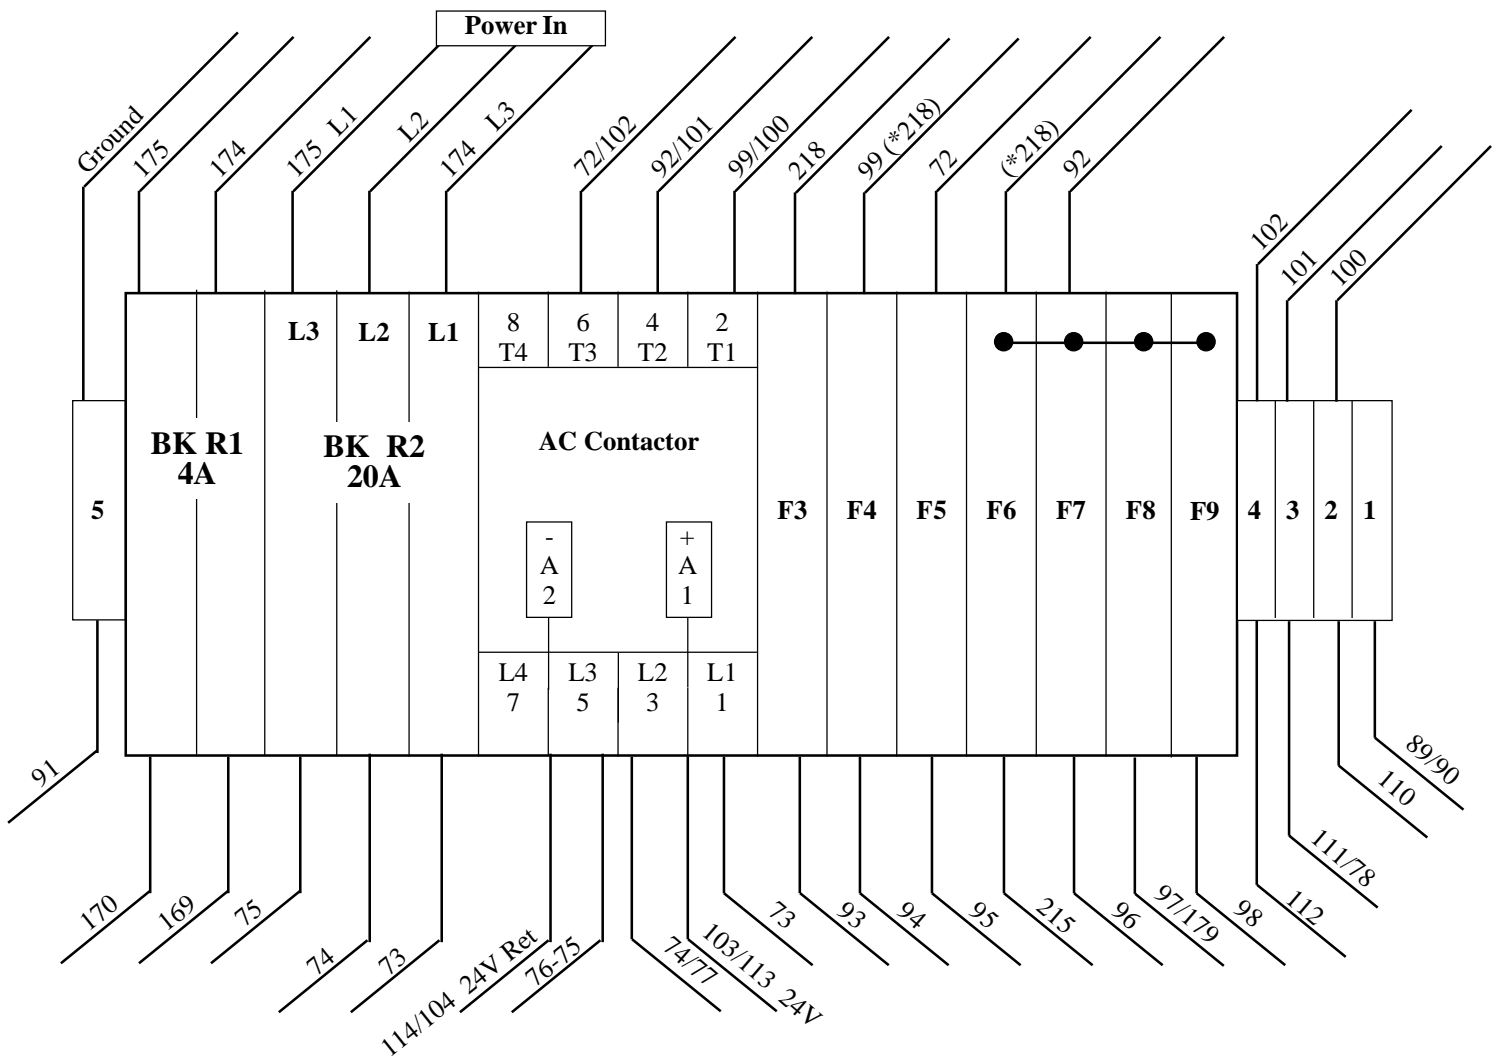 Power In
Ground
175
174
175 L1
L2
174 L3
72/102
92/101
99/100
218
99 (*218)
72
(*218)
92
102
101
100
L3
L2
L1
8
T4
6
T3
4
T2
2
T1
BK R1
4A
BK R2
20A
AC Contactor
5
F3
F4
F5
F6
F7
F8
F9
4
3
2
1
-
A
2
+
A
1
L4
7
L3
5
L2
3
L1
1
91
170
169
75
74
73
114/104 24V Ret
76-75
74/77
103/113 24V
73
93
94
95
215
96
97/179
98
112
111/78
110
89/90